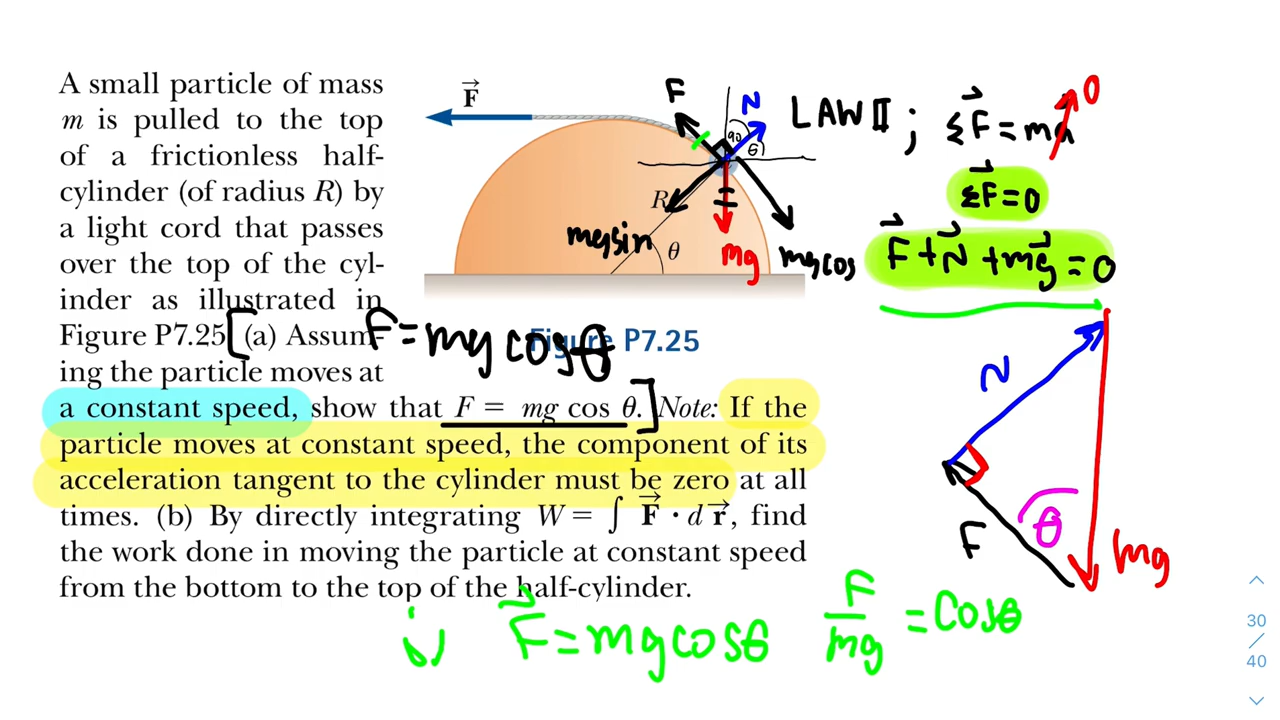 A small particle of mass
m is pulled to the top
of a frictionless half-
cylinder (of radius R) by
a light cord that passes
over the top of the cyl-
inder as illustrated in
Figure P7.25. (a) Assum-
ing the particle moves at
a constant speed, show that F = mg cos θ. Note: If the
particle moves at constant speed, the component of its
acceleration tangent to the cylinder must be zero at all
times. (b) By directly integrating W = ∫ F⃗ · d r⃗, find
the work done in moving the particle at constant speed
from the bottom to the top of the half-cylinder.
F⃗
F
N
90
θ
R
mg sin
θ
mg
mg cos
Figure P7.25
F = mg cos θ
LAW II ; ΣF⃗ = ma⃗ 0
ΣF⃗ = 0
F⃗ + N⃗ + mg⃗ = 0
N
F
θ
mg
F⃗ = mg cos θ
F/mg = cos θ
30
/
40